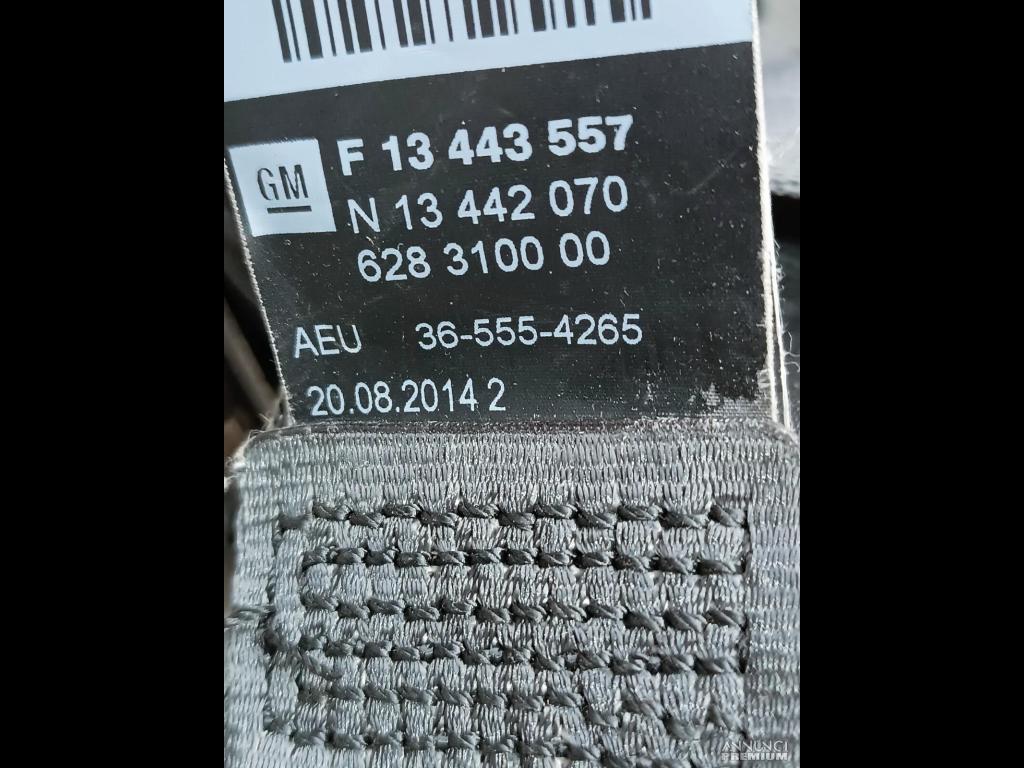 GM
F 13 443 557
N 13 442 070
628 3100 00
AEU 36-555-4265
20.08.2014 2
ANNUNCI
PREMIUM